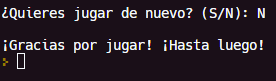 ¿Quieres jugar de nuevo? (S/N): N
¡Gracias por jugar! ¡Hasta luego!
>